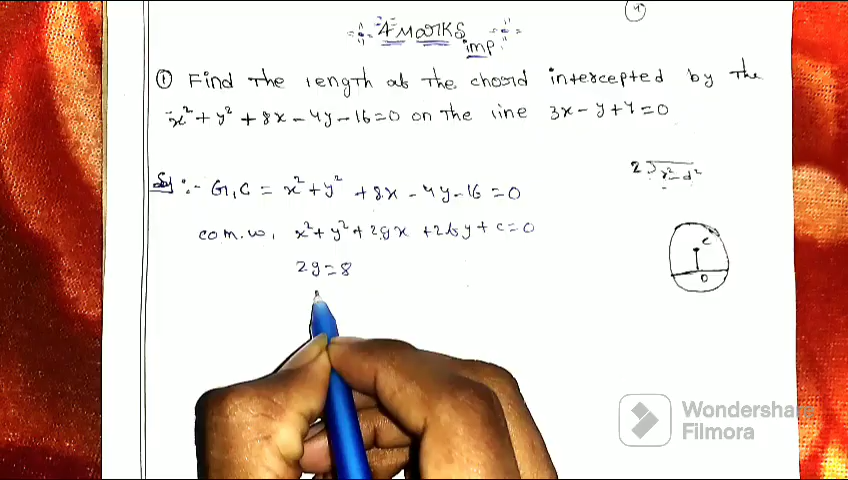 4 MARKS
imp
① Find The length of The chord intercepted by The
x² + y² + 8x - 4y - 16 = 0 on The line 3x - y + 4 = 0
Sol :- G.C = x² + y² + 8x - 4y - 16 = 0
2√r² - d²
com.w, x² + y² + 2gx + 2fy + c = 0
C
2g = 8
D
Wondershare
Filmora